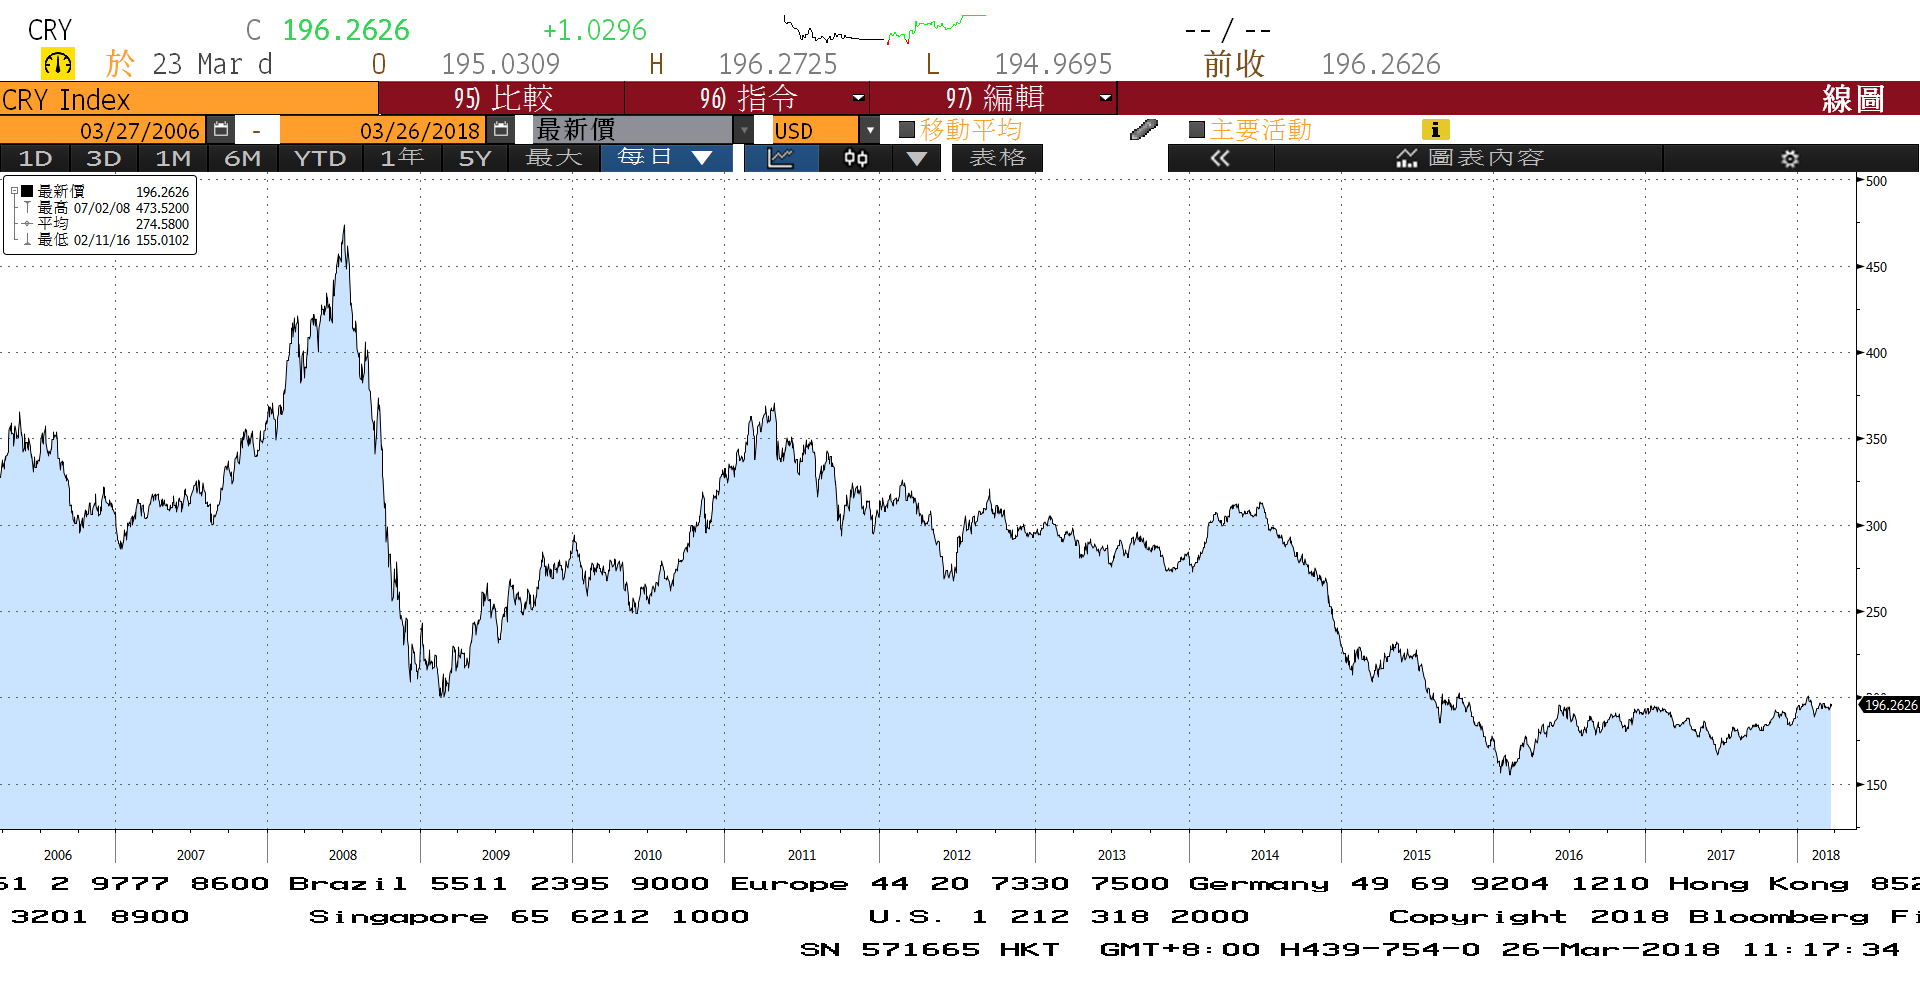 CRY C 196.2626 +1.0296 -- / --
於 23 Mar d O 195.0309 H 196.2725 L 194.9695 前收 196.2626
CRY Index 95) 比較 96) 指令 97) 編輯 線圖
03/27/2006 - 03/26/2018 最新價 USD 移動平均 主要活動
1D 3D 1M 6M YTD 1年 5Y 最大 每日 表格 圖表內容
最新價 196.2626
最高 07/02/08 473.5200
平均 274.5800
最低 02/11/16 155.0102
500
450
400
350
300
250
196.2626
150
2006 2007 2008 2009 2010 2011 2012 2013 2014 2015 2016 2017 2018
61 2 9777 8600 Brazil 5511 2395 9000 Europe 44 20 7330 7500 Germany 49 69 9204 1210 Hong Kong 852
3201 8900 Singapore 65 6212 1000 U.S. 1 212 318 2000 Copyright 2018 Bloomberg Fi
SN 571665 HKT GMT+8:00 H439-754-0 26-Mar-2018 11:17:34